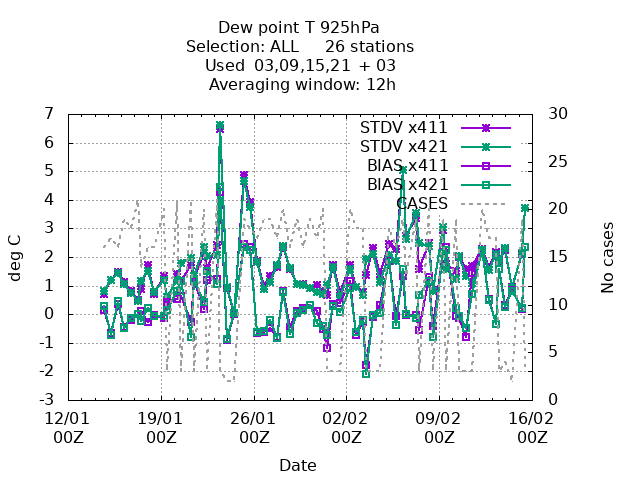 Dew point T 925hPa
Selection: ALL 26 stations
Used 03,09,15,21 + 03
Averaging window: 12h
7 30
STDV x411
STDV x421
BIAS x411
BIAS x421
CASES
6
5 25
4 20
3
2 15
1
0 10
-1
-2 5
-3 0
deg C
No cases
12/01 19/01 26/01 02/02 09/02 16/02
00Z 00Z 00Z 00Z 00Z 00Z
Date